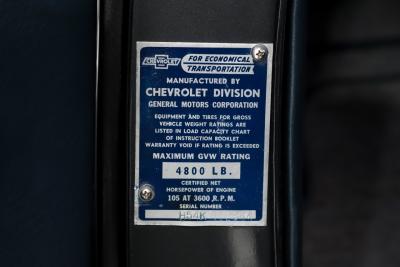 CHEVROLET
FOR ECONOMICAL
TRANSPORTATION
MANUFACTURED BY
CHEVROLET DIVISION
GENERAL MOTORS CORPORATION
EQUIPMENT AND TIRES FOR GROSS
VEHICLE WEIGHT RATINGS ARE
LISTED IN LOAD CAPACITY CHART
OF INSTRUCTION BOOKLET
WARRANTY VOID IF RATING IS EXCEEDED
MAXIMUM GVW RATING
4800 LB.
CERTIFIED NET
HORSEPOWER OF ENGINE
105 AT 3600 R.P.M.
SERIAL NUMBER